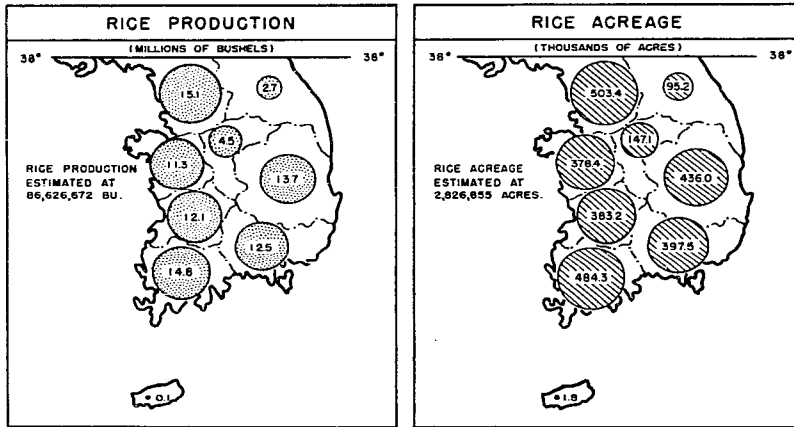 RICE PRODUCTION
(MILLIONS OF BUSHELS)
38° 38°
15.1
2.7
4.5
11.3
13.7
RICE PRODUCTION
ESTIMATED AT
86,626,672 BU.
12.1
12.5
14.8
0.1
RICE ACREAGE
(THOUSANDS OF ACRES)
38°
503.4
95.2
147.1
378.4
436.0
RICE ACREAGE
ESTIMATED AT
2,826,855 ACRES.
383.2
397.5
484.3
1.8